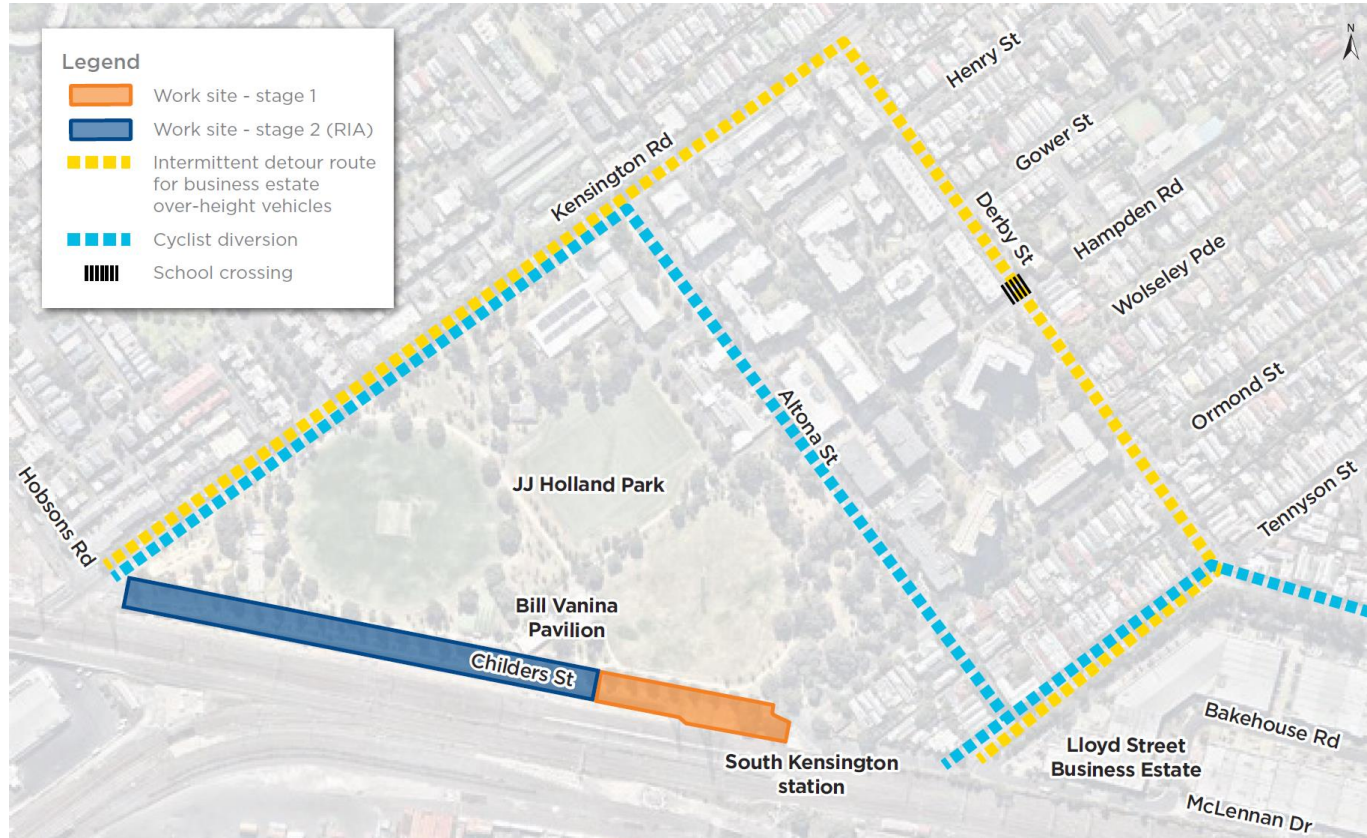 Legend
Work site - stage 1
Work site - stage 2 (RIA)
Intermittent detour route
for business estate
over-height vehicles
Cyclist diversion
School crossing
N
Henry St
Gower St
Kensington Rd
Derby St
Hampden Rd
Wolseley Pde
Ormond St
Altona St
Tennyson St
JJ Holland Park
Hobsons Rd
Bill Vanina
Pavilion
Childers St
South Kensington
station
Lloyd Street
Business Estate
Bakehouse Rd
McLennan Dr